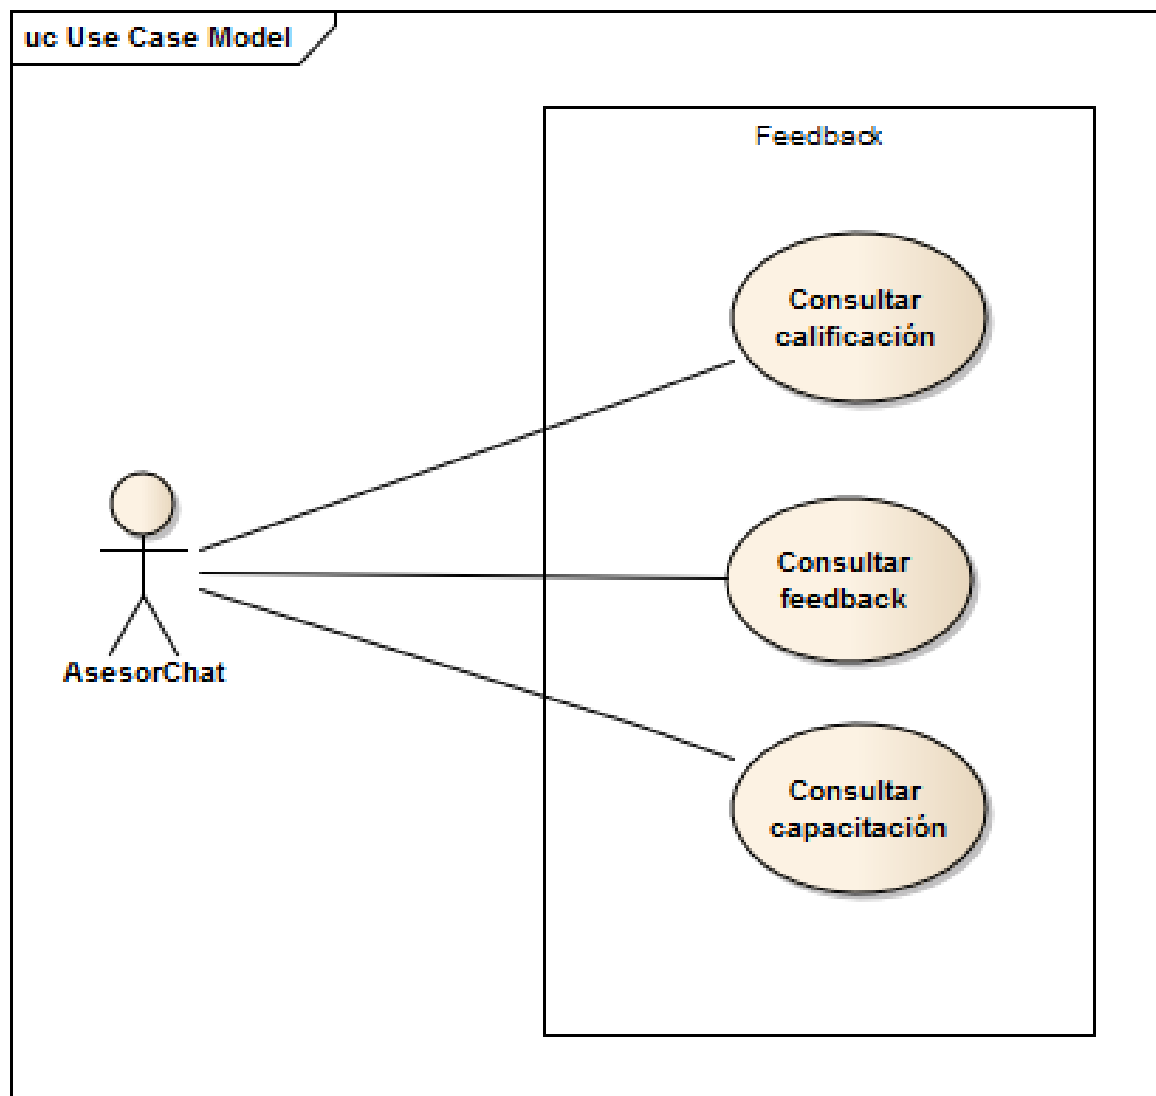 uc Use Case Model
Feedback
Consultar
calificación
Consultar
feedback
AsesorChat
Consultar
capacitación